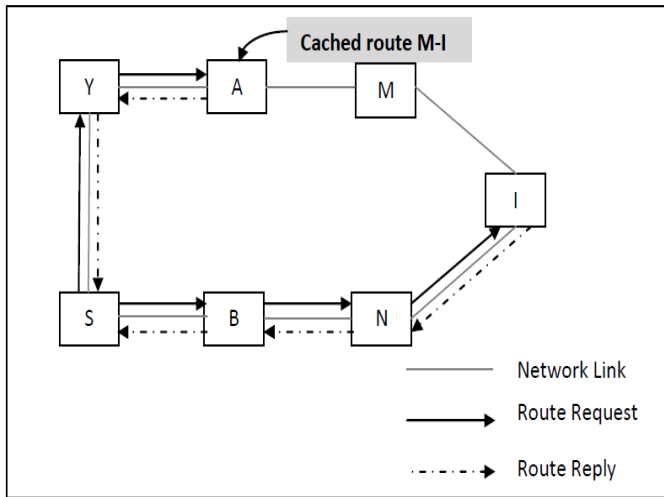 Cached route M-I
Y
A
M
I
S
B
N
Network Link
Route Request
Route Reply